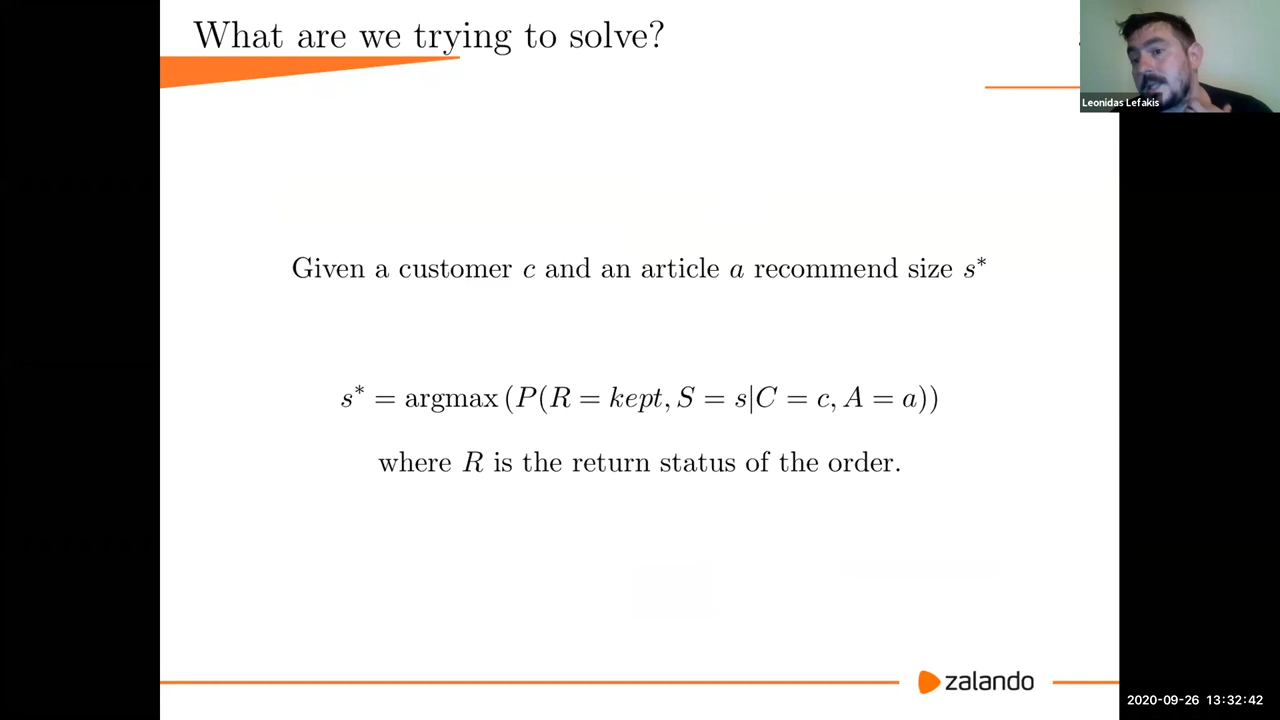 What are we trying to solve?
Leonidas Lefakis
Given a customer c and an article a recommend size s*
s* = argmax (P(R = kept, S = s|C = c, A = a))
where R is the return status of the order.
zalando
2020-09-26 13:32:42